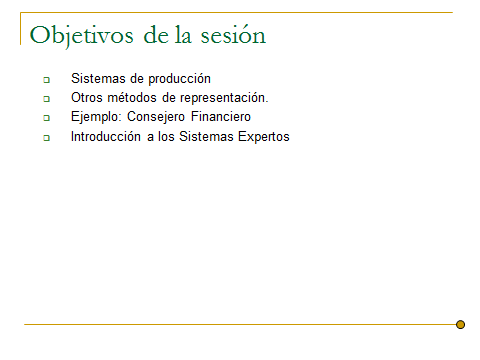 Objetivos de la sesión
Sistemas de producción
Otros métodos de representación.
Ejemplo: Consejero Financiero
Introducción a los Sistemas Expertos